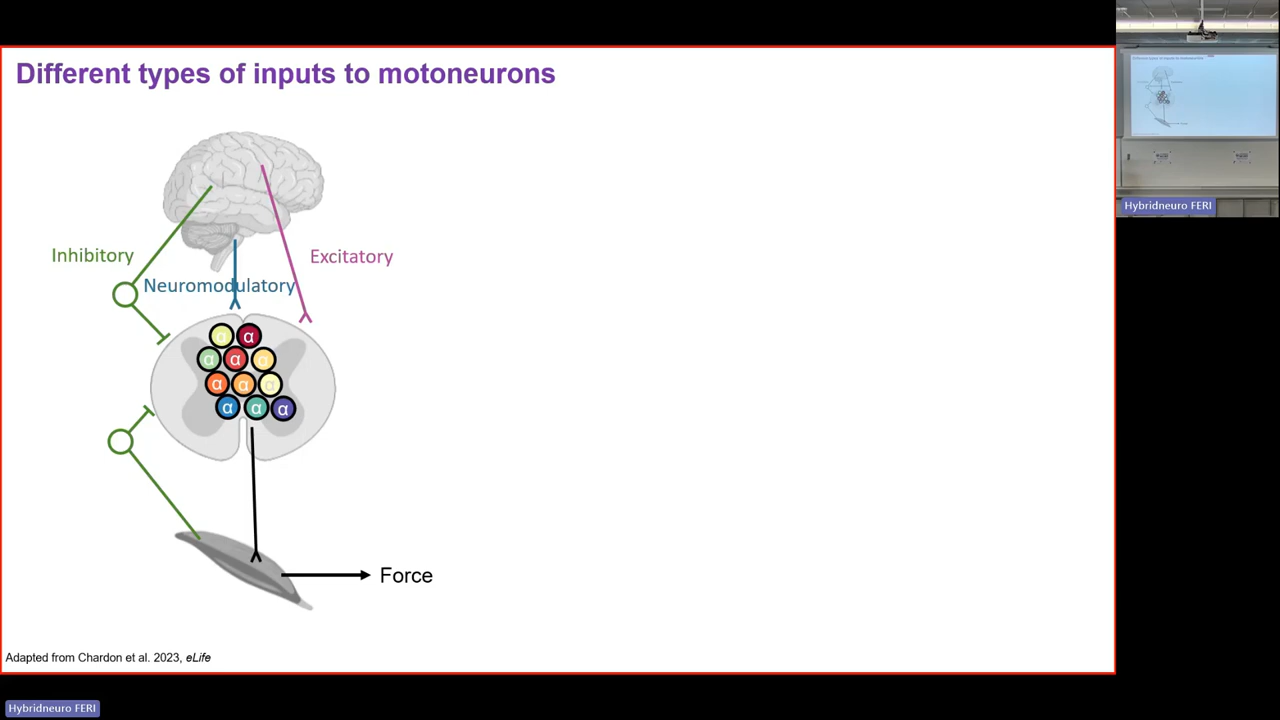 Different types of inputs to motoneurons
Inhibitory
Excitatory
Neuromodulatory
α
α α
α α
α
α α α
Force
Adapted from Chardon et al. 2023, eLife
Hybridneuro FERI
Hybridneuro FERI